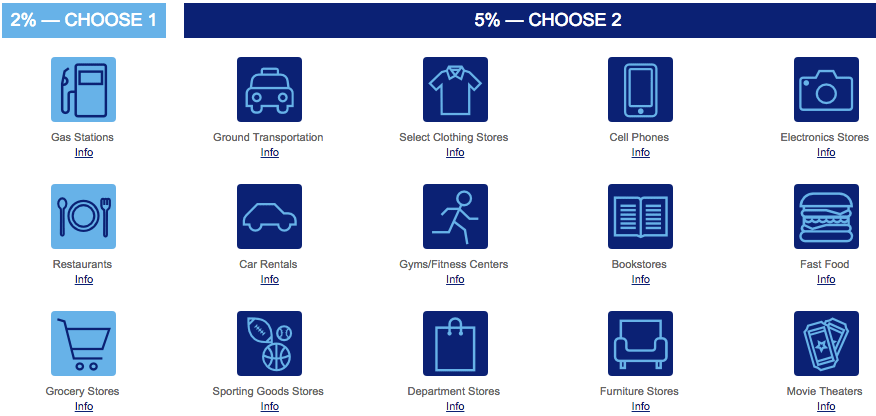 2% — CHOOSE 1
5% — CHOOSE 2
Gas Stations
Info
Ground Transportation
Info
Select Clothing Stores
Info
Cell Phones
Info
Electronics Stores
Info
Restaurants
Info
Car Rentals
Info
Gyms/Fitness Centers
Info
Bookstores
Info
Fast Food
Info
Grocery Stores
Info
Sporting Goods Stores
Info
Department Stores
Info
Furniture Stores
Info
Movie Theaters
Info